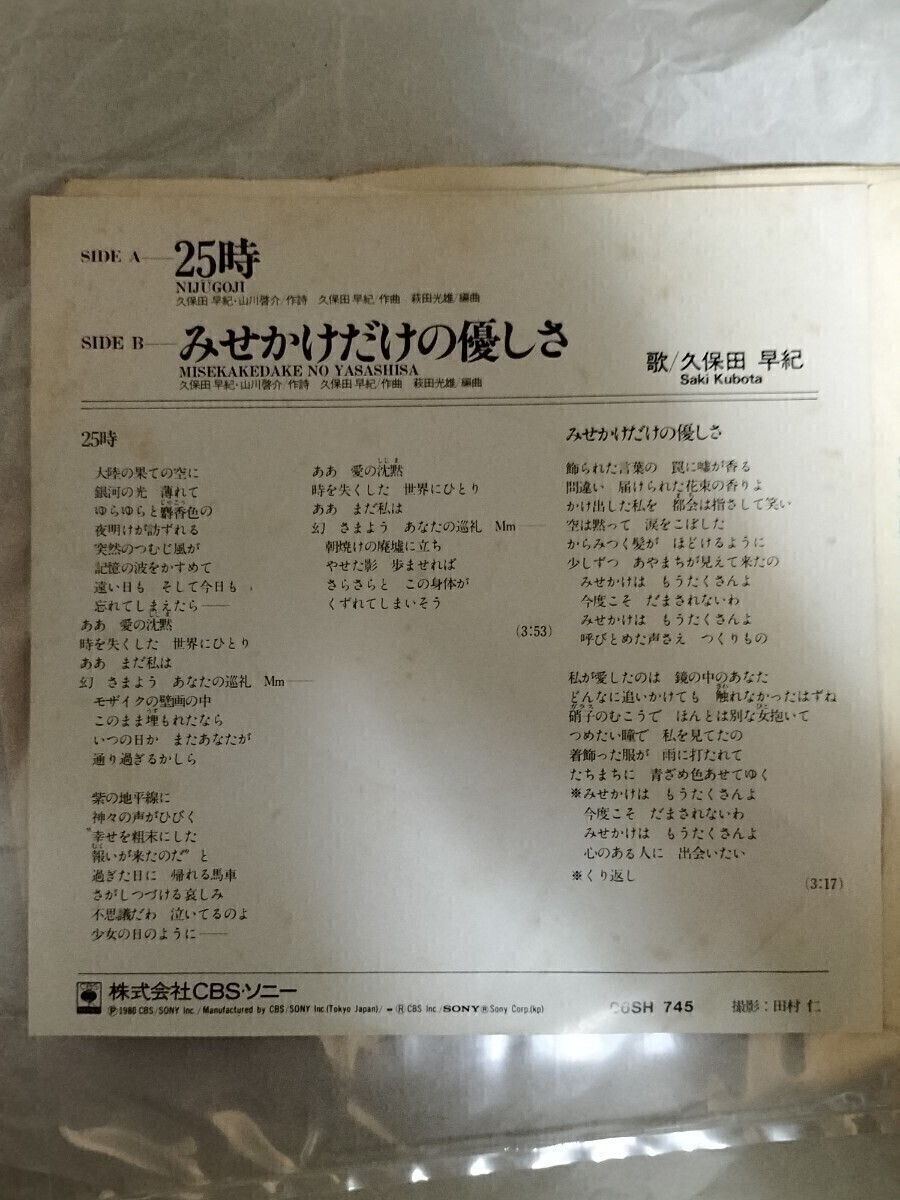 SIDE A—25時
NIJŪGOJI
久保田 早紀・山川啓介/作詩 久保田 早紀/作曲 萩田光雄/編曲
SIDE B—みせかけだけの優しさ
MISEKAKEDAKE NO YASASHISA
久保田 早紀・山川啓介/作詩 久保田 早紀/作曲 萩田光雄/編曲
歌/久保田 早紀
Saki Kubota
25時
大陸の果ての空に
銀河の光 薄れて
ゆらゆらと麝香色の
夜明けが訪ずれる
突然のつむじ風が
記憶の波をかすめて
遠い日も そして今日も
忘れてしまえたら——
ああ 愛の沈黙
時を失くした 世界にひとり
ああ まだ私は
幻 さまよう あなたの巡礼 Mm——
モザイクの壁画の中
このまま埋もれたなら
いつの日か またあなたが
通り過ぎるかしら
紫の地平線に
神々の声がひびく
〝幸せを粗末にした
報いが来たのだ〟と
過ぎた日に 帰れる馬車
さがしつづける哀しみ
不思議だわ 泣いてるのよ
少女の日のように——
ああ 愛の沈黙
時を失くした 世界にひとり
ああ まだ私は
幻 さまよう あなたの巡礼 Mm——
朝焼けの廃墟に立ち
やせた影 歩ませれば
さらさらと この身体が
くずれてしまいそう
(3:53)
みせかけだけの優しさ
飾られた言葉の 罠に嘘が香る
間違い 届けられた花束の香りよ
かけ出した私を 都会は指さして笑い
空は黙って 涙をこぼした
からみつく髪が ほどけるように
少しずつ あやまちが見えて来たの
みせかけは もうたくさんよ
今度こそ だまされないわ
みせかけは もうたくさんよ
呼びとめた声さえ つくりもの
私が愛したのは 鏡の中のあなた
どんなに追いかけても 触れなかったはずね
硝子のむこうで ほんとは別な女抱いて
つめたい瞳で 私を見てたの
着飾った服が 雨に打たれて
たちまちに 青ざめ色あせてゆく
※みせかけは もうたくさんよ
今度こそ だまされないわ
みせかけは もうたくさんよ
心のある人に 出会いたい
※くり返し
(3:17)
CBS 株式会社CBS・ソニー
Ⓟ1980 CBS/SONY Inc./Manufactured by CBS/SONY Inc(Tokyo Japan)/ Ⓡ CBS Inc/SONY® Sony Corp.(kp)
06SH 745
撮影:田村 仁